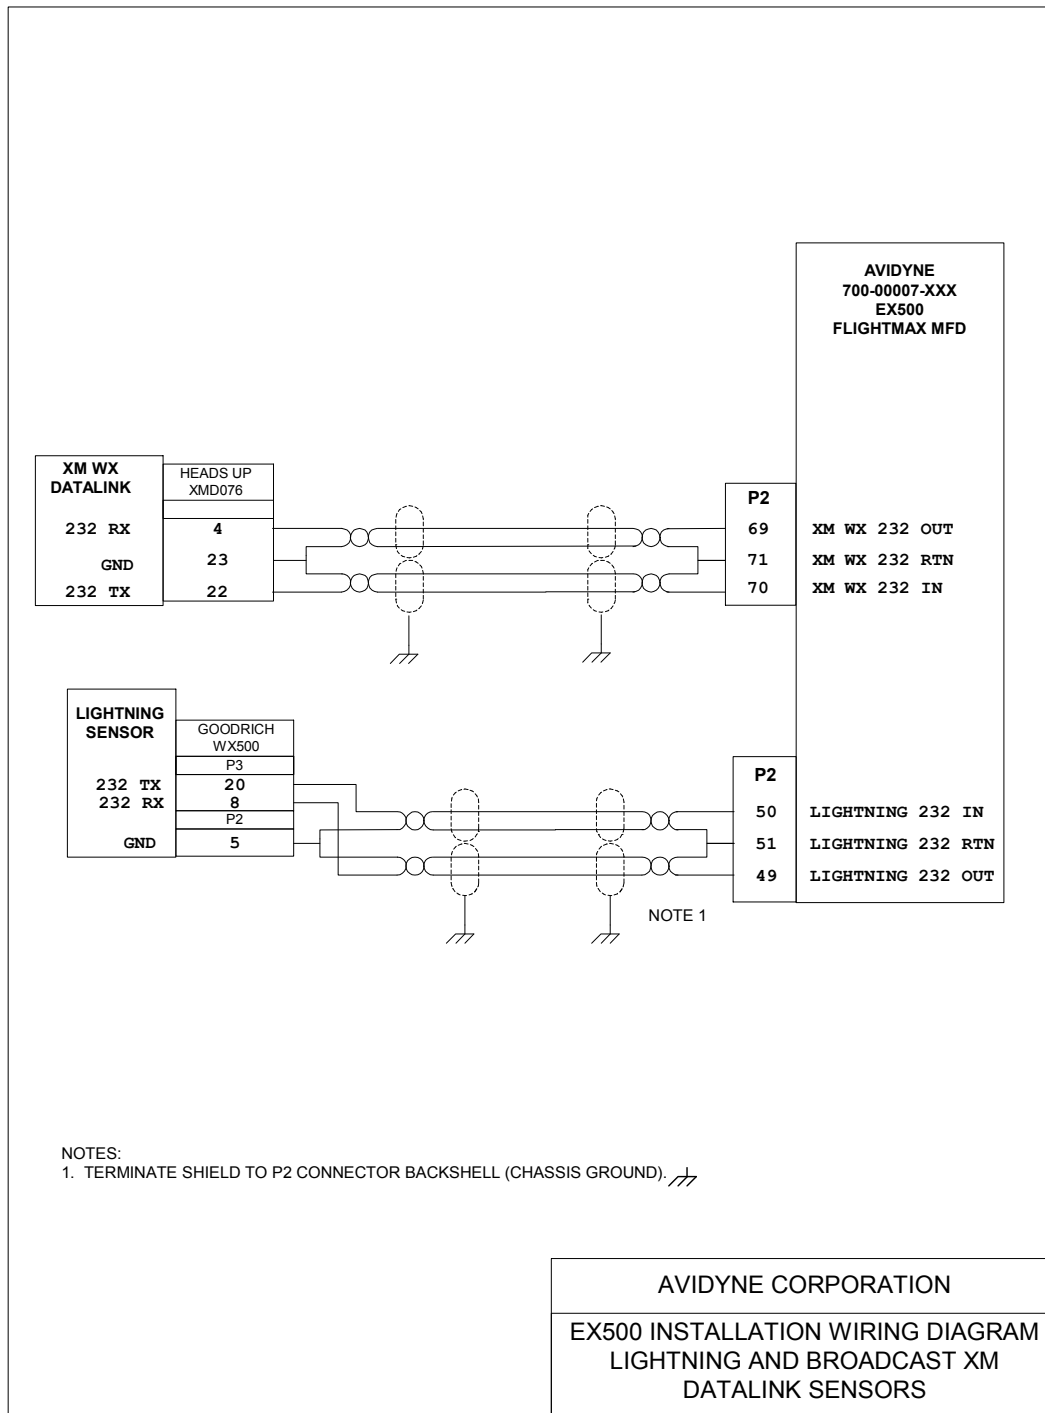 AVIDYNE
700-00007-XXX
EX500
FLIGHTMAX MFD
XM WX
DATALINK
HEADS UP
XMD076
P2
232 RX 4 69 XM WX 232 OUT
GND 23 71 XM WX 232 RTN
232 TX 22 70 XM WX 232 IN
LIGHTNING
SENSOR
GOODRICH
WX500
P3
P2
232 TX 20
232 RX 8
P2
GND 5
50 LIGHTNING 232 IN
51 LIGHTNING 232 RTN
49 LIGHTNING 232 OUT
NOTE 1
NOTES:
1. TERMINATE SHIELD TO P2 CONNECTOR BACKSHELL (CHASSIS GROUND).
AVIDYNE CORPORATION
EX500 INSTALLATION WIRING DIAGRAM
LIGHTNING AND BROADCAST XM
DATALINK SENSORS